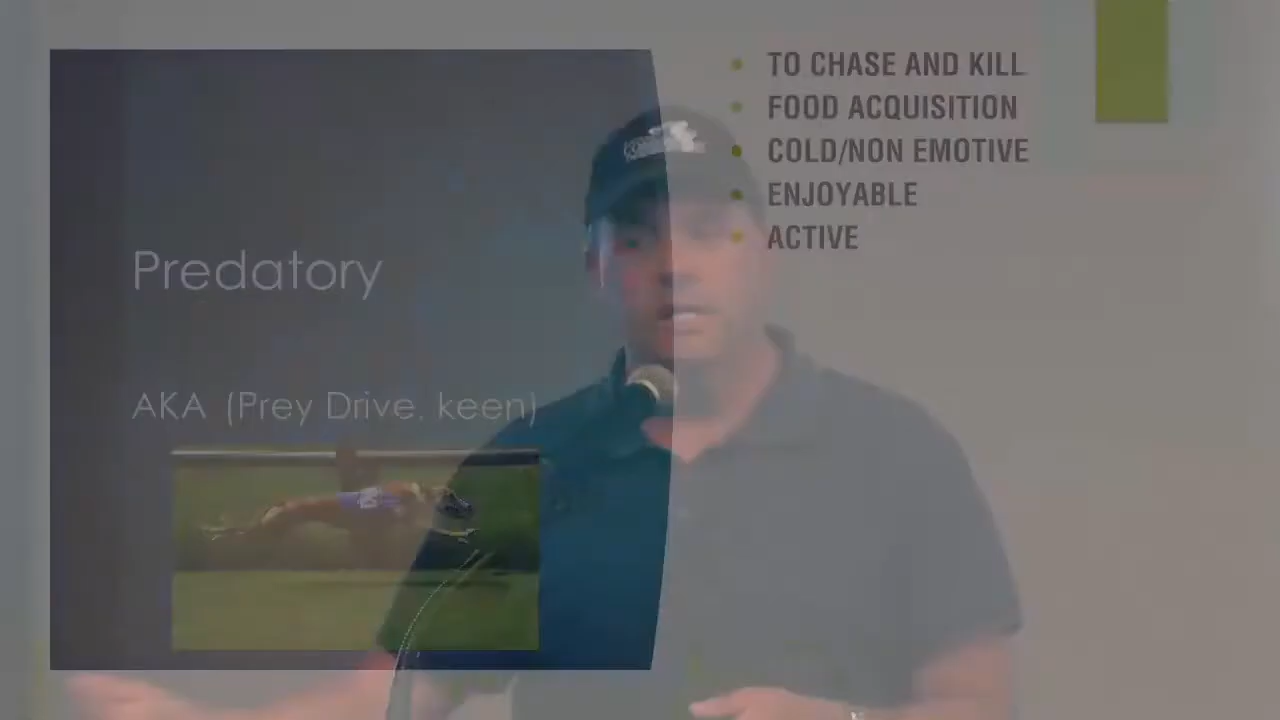 Predatory
AKA (Prey Drive, keen)
TO CHASE AND KILL
FOOD ACQUISITION
COLD/NON EMOTIVE
ENJOYABLE
ACTIVE